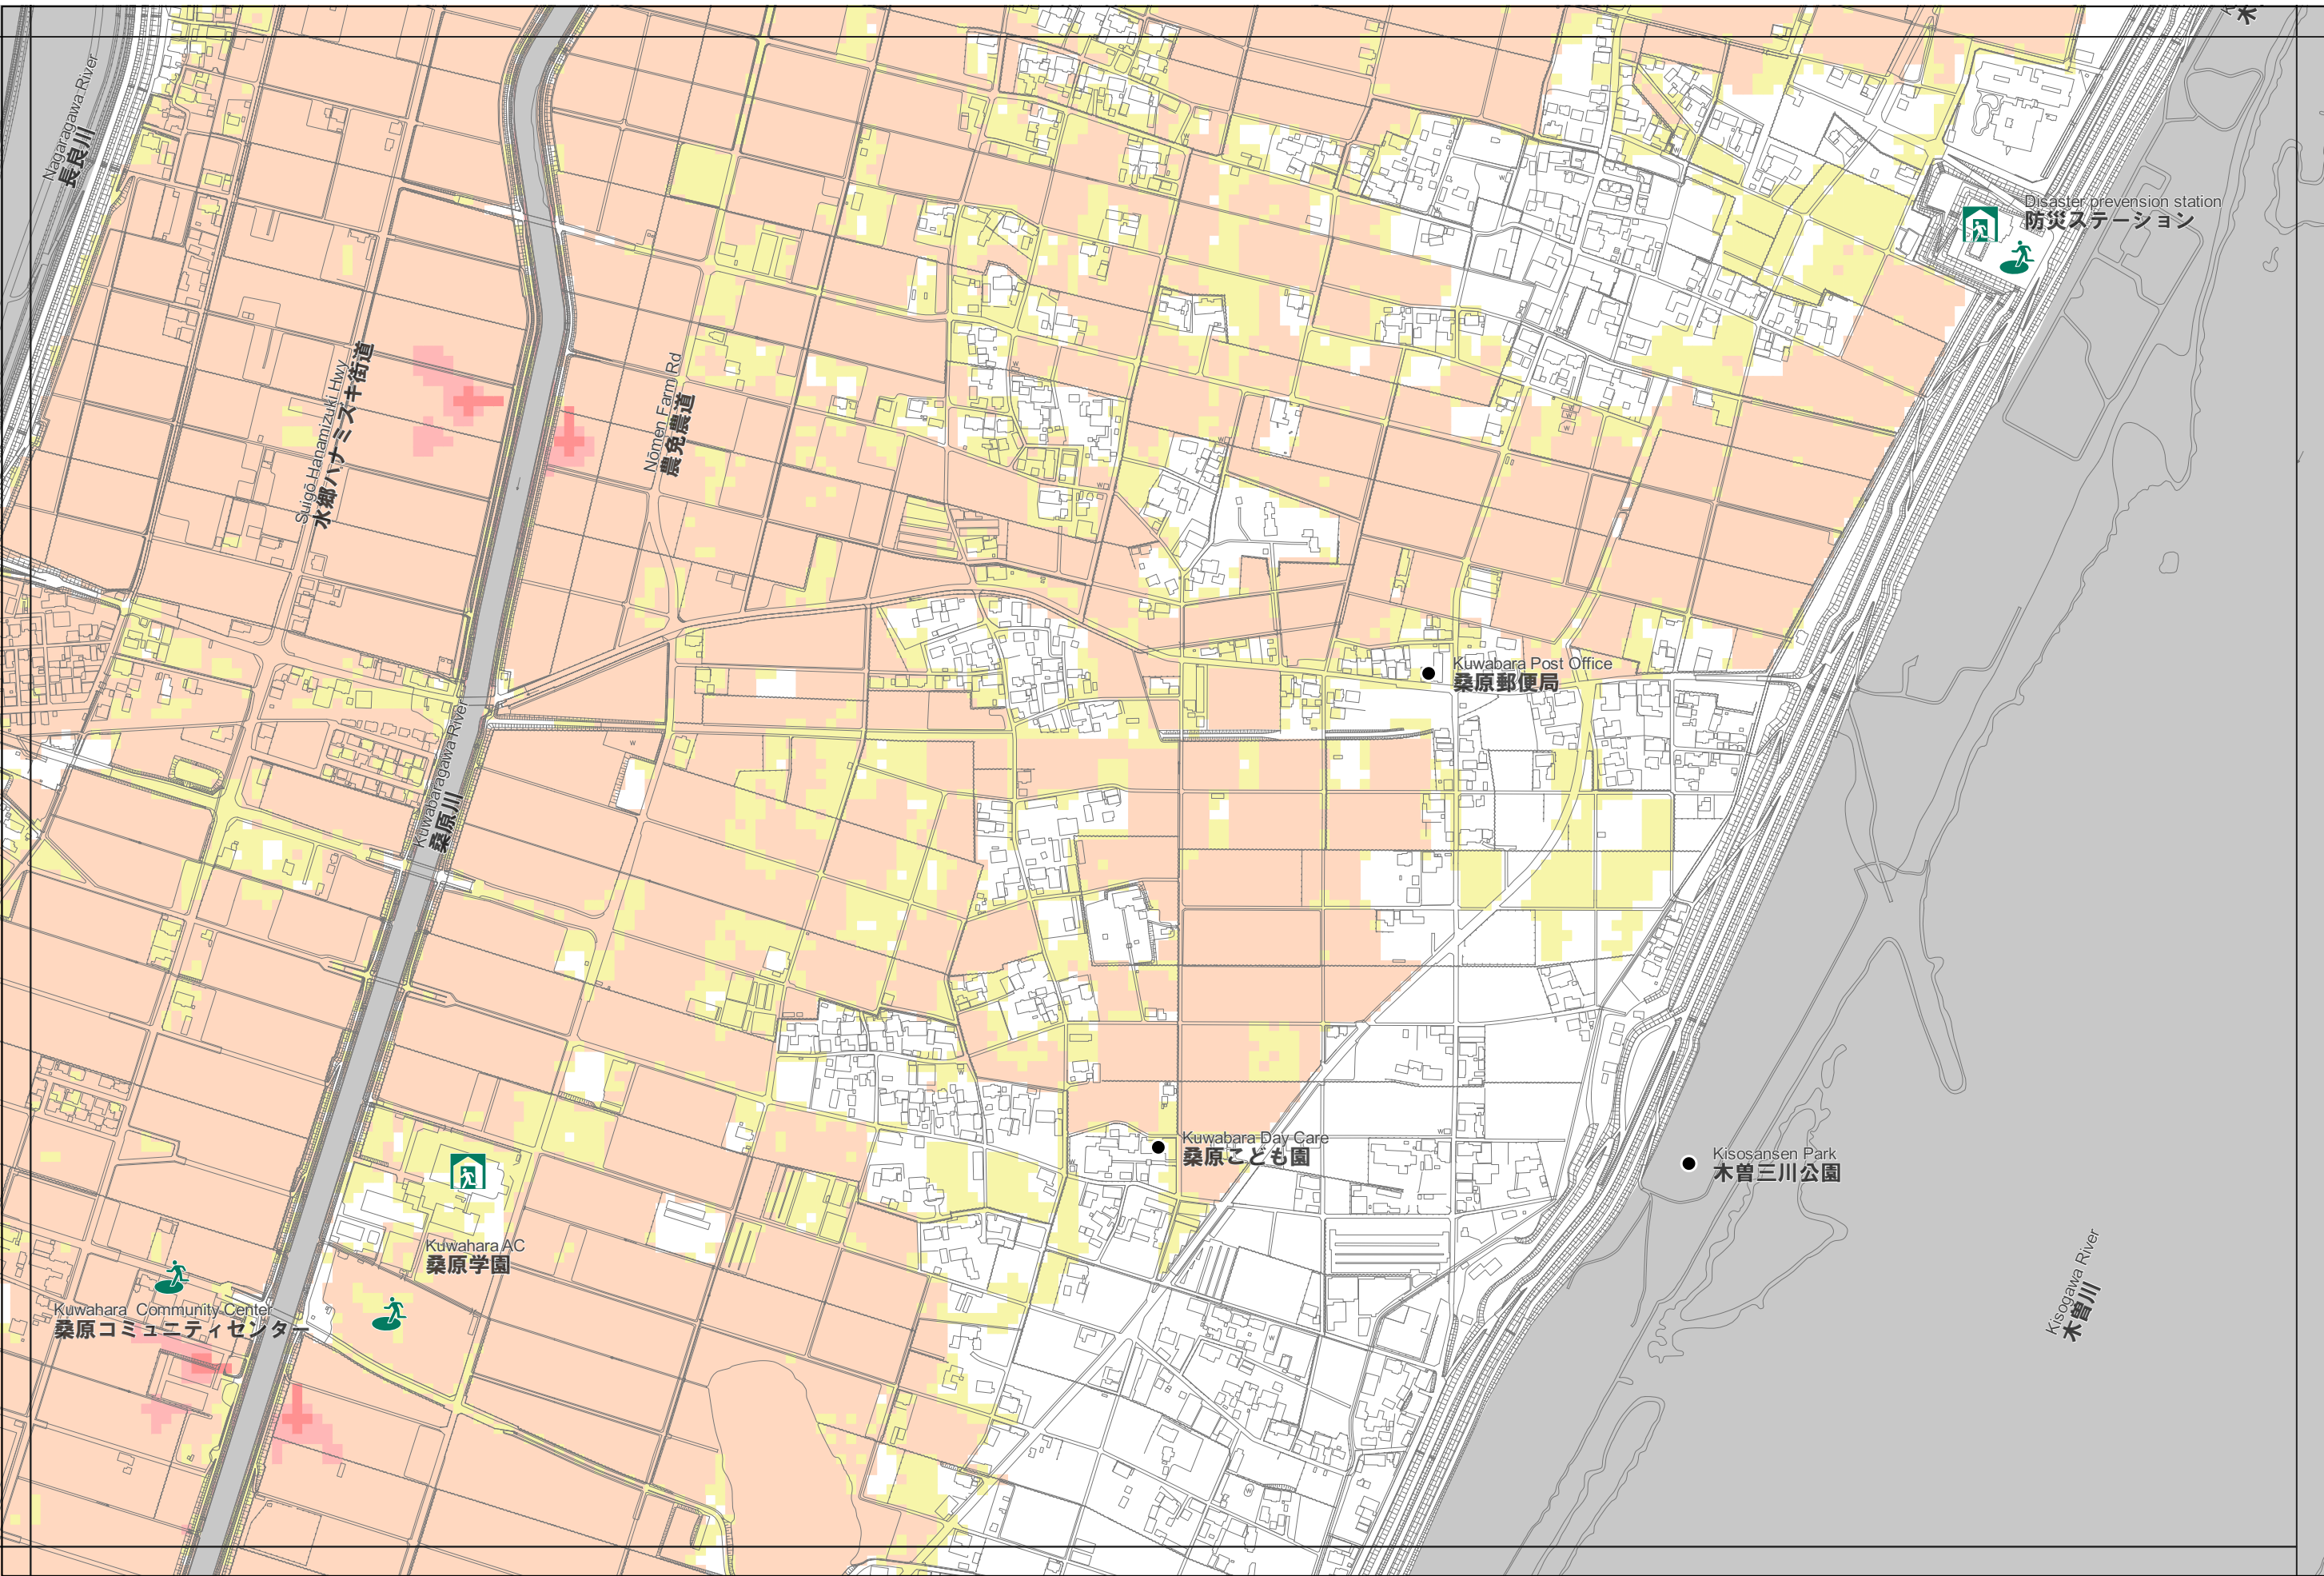 木
Nagaragawa River
長良川
Disaster prevension station
防災ステーション
Suigō Hanamizuki Hwy
水郷ハナミズキ街道
Nōmen Farm Rd
農免農道
Kuwabara Post Office
桑原郵便局
Kuwabaragawa River
桑原川
Kuwabara Day Care
桑原こども園
Kisosansen Park
木曽三川公園
Kuwahara AC
桑原学園
Kuwahara Community Center
桑原コミュニティセンター
Kisogawa River
木曽川